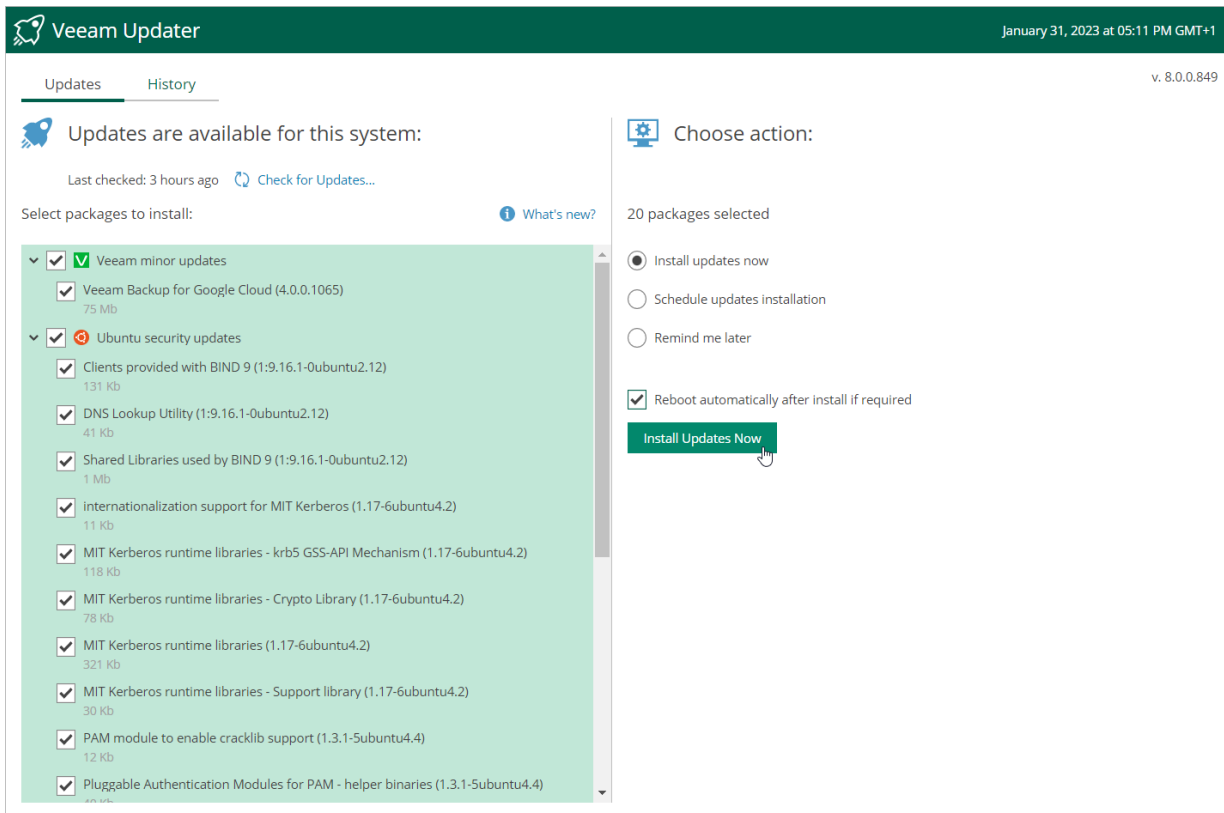 Veeam Updater
January 31, 2023 at 05:11 PM GMT+1
Updates
History
v. 8.0.0.849
Updates are available for this system:
Last checked: 3 hours ago
Check for Updates...
Select packages to install:
What's new?
Veeam minor updates
Veeam Backup for Google Cloud (4.0.0.1065)
75 Mb
Ubuntu security updates
Clients provided with BIND 9 (1:9.16.1-0ubuntu2.12)
131 Kb
DNS Lookup Utility (1:9.16.1-0ubuntu2.12)
41 Kb
Shared Libraries used by BIND 9 (1:9.16.1-0ubuntu2.12)
1 Mb
internationalization support for MIT Kerberos (1.17-6ubuntu4.2)
11 Kb
MIT Kerberos runtime libraries - krb5 GSS-API Mechanism (1.17-6ubuntu4.2)
118 Kb
MIT Kerberos runtime libraries - Crypto Library (1.17-6ubuntu4.2)
78 Kb
MIT Kerberos runtime libraries (1.17-6ubuntu4.2)
321 Kb
MIT Kerberos runtime libraries - Support library (1.17-6ubuntu4.2)
30 Kb
PAM module to enable cracklib support (1.3.1-5ubuntu4.4)
12 Kb
Pluggable Authentication Modules for PAM - helper binaries (1.3.1-5ubuntu4.4)
Choose action:
20 packages selected
Install updates now
Schedule updates installation
Remind me later
Reboot automatically after install if required
Install Updates Now